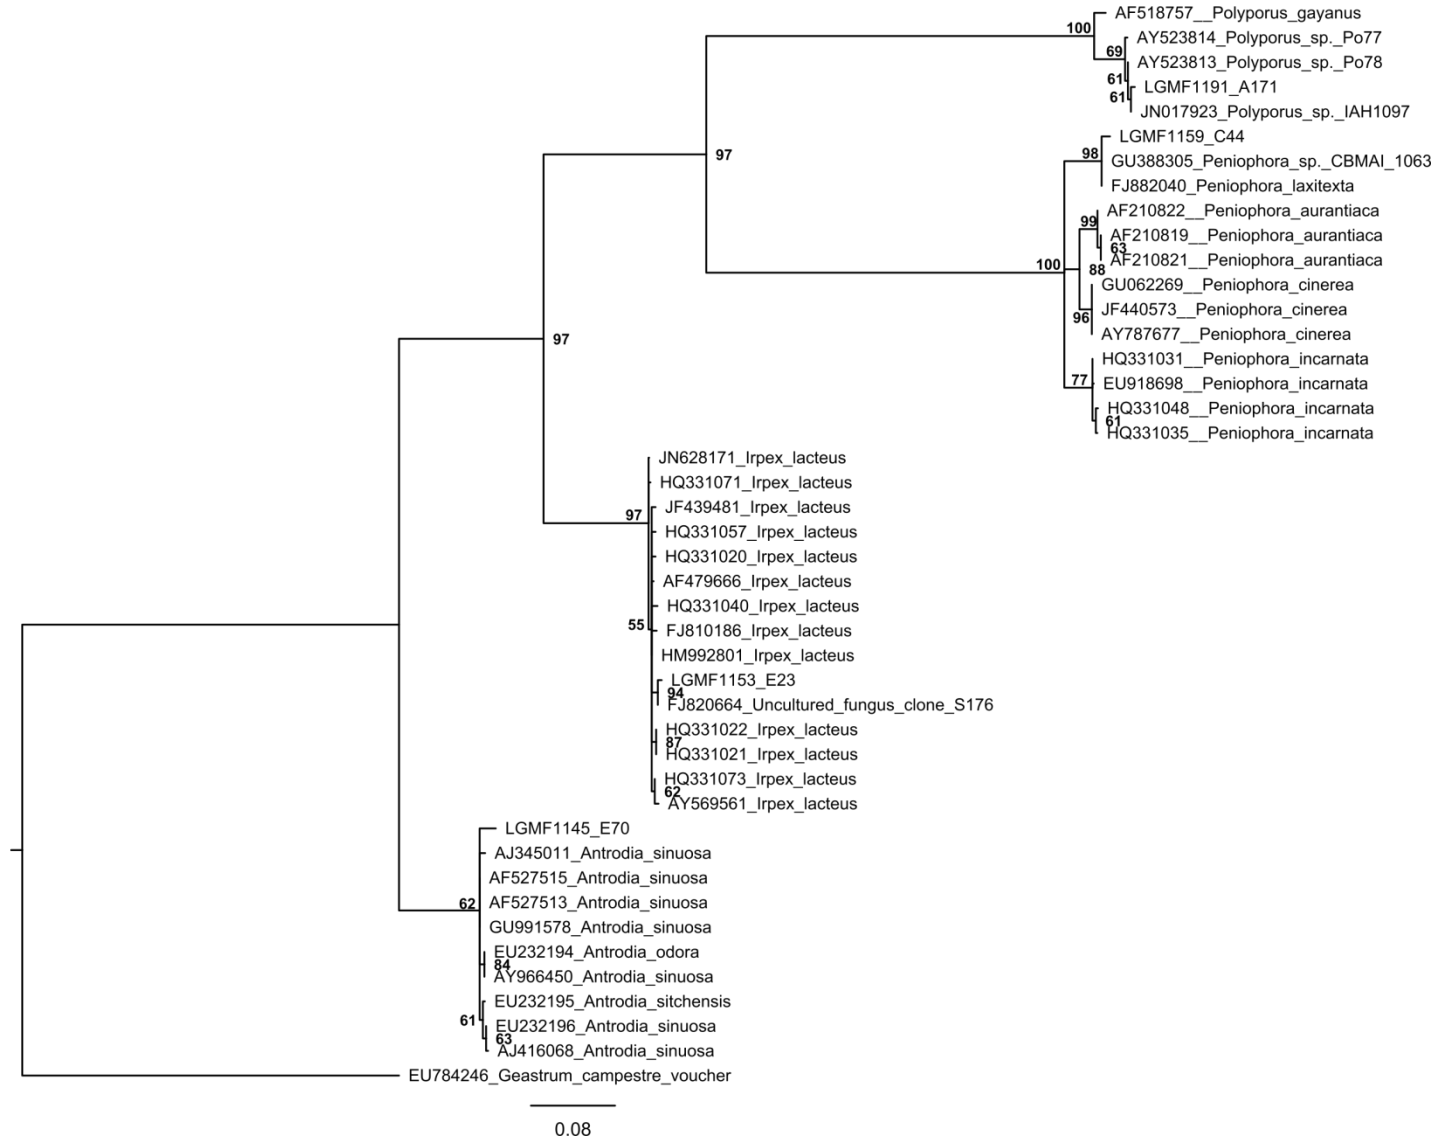 AF518757__Polyporus_gayanus
100
AY523814_Polyporus_sp._Po77
69
AY523813_Polyporus_sp._Po78
61
LGMF1191_A171
61
JN017923_Polyporus_sp._IAH1097
LGMF1159_C44
97
98
GU388305_Peniophora_sp._CBMAI_1063
FJ882040_Peniophora_laxitexta
AF210822__Peniophora_aurantiaca
99
AF210819__Peniophora_aurantiaca
63
AF210821__Peniophora_aurantiaca
100
88
GU062269__Peniophora_cinerea
JF440573__Peniophora_cinerea
96
AY787677__Peniophora_cinerea
97
HQ331031__Peniophora_incarnata
77
EU918698__Peniophora_incarnata
HQ331048__Peniophora_incarnata
61
HQ331035__Peniophora_incarnata
JN628171_Irpex_lacteus
HQ331071_Irpex_lacteus
JF439481_Irpex_lacteus
97
HQ331057_Irpex_lacteus
HQ331020_Irpex_lacteus
AF479666_Irpex_lacteus
HQ331040_Irpex_lacteus
55
FJ810186_Irpex_lacteus
HM992801_Irpex_lacteus
LGMF1153_E23
94
FJ820664_Uncultured_fungus_clone_S176
HQ331022_Irpex_lacteus
87
HQ331021_Irpex_lacteus
HQ331073_Irpex_lacteus
62
AY569561_Irpex_lacteus
LGMF1145_E70
AJ345011_Antrodia_sinuosa
AF527515_Antrodia_sinuosa
62
AF527513_Antrodia_sinuosa
GU991578_Antrodia_sinuosa
EU232194_Antrodia_odora
84
AY966450_Antrodia_sinuosa
EU232195_Antrodia_sitchensis
61
EU232196_Antrodia_sinuosa
63
AJ416068_Antrodia_sinuosa
EU784246_Geastrum_campestre_voucher
0.08